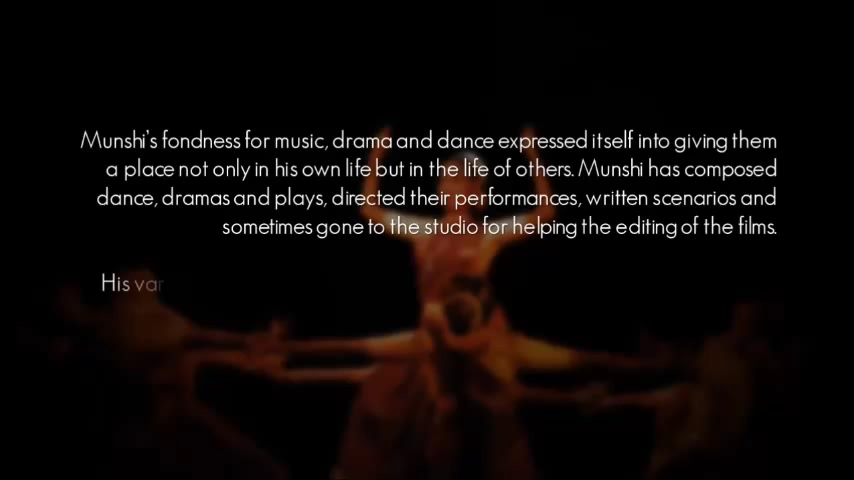 Munshi's fondness for music, drama and dance expressed itself into giving them
a place not only in his own life but in the life of others. Munshi has composed
dance, dramas and plays, directed their performances, written scenarios and
sometimes gone to the studio for helping the editing of the films.
His var